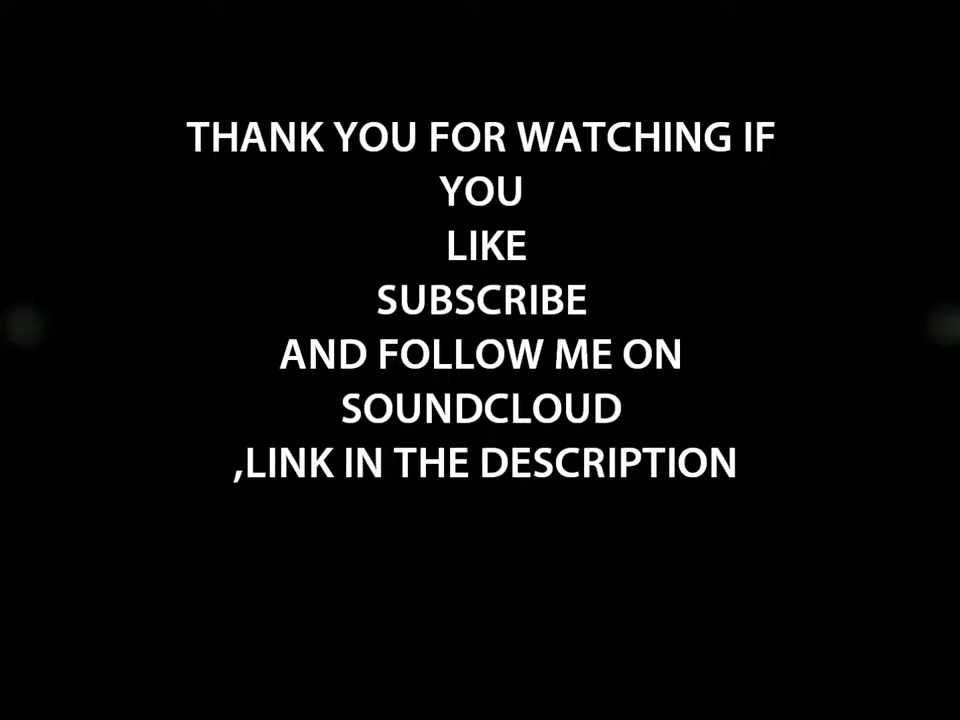 THANK YOU FOR WATCHING IF
YOU
LIKE
SUBSCRIBE
AND FOLLOW ME ON
SOUNDCLOUD
,LINK IN THE DESCRIPTION